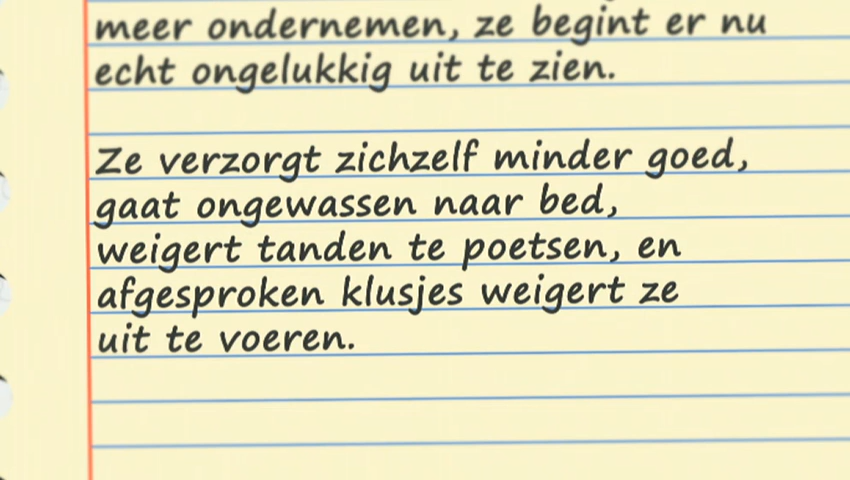 meer ondernemen, ze begint er nu
echt ongelukkig uit te zien.
Ze verzorgt zichzelf minder goed,
gaat ongewassen naar bed,
weigert tanden te poetsen, en
afgesproken klusjes weigert ze
uit te voeren.